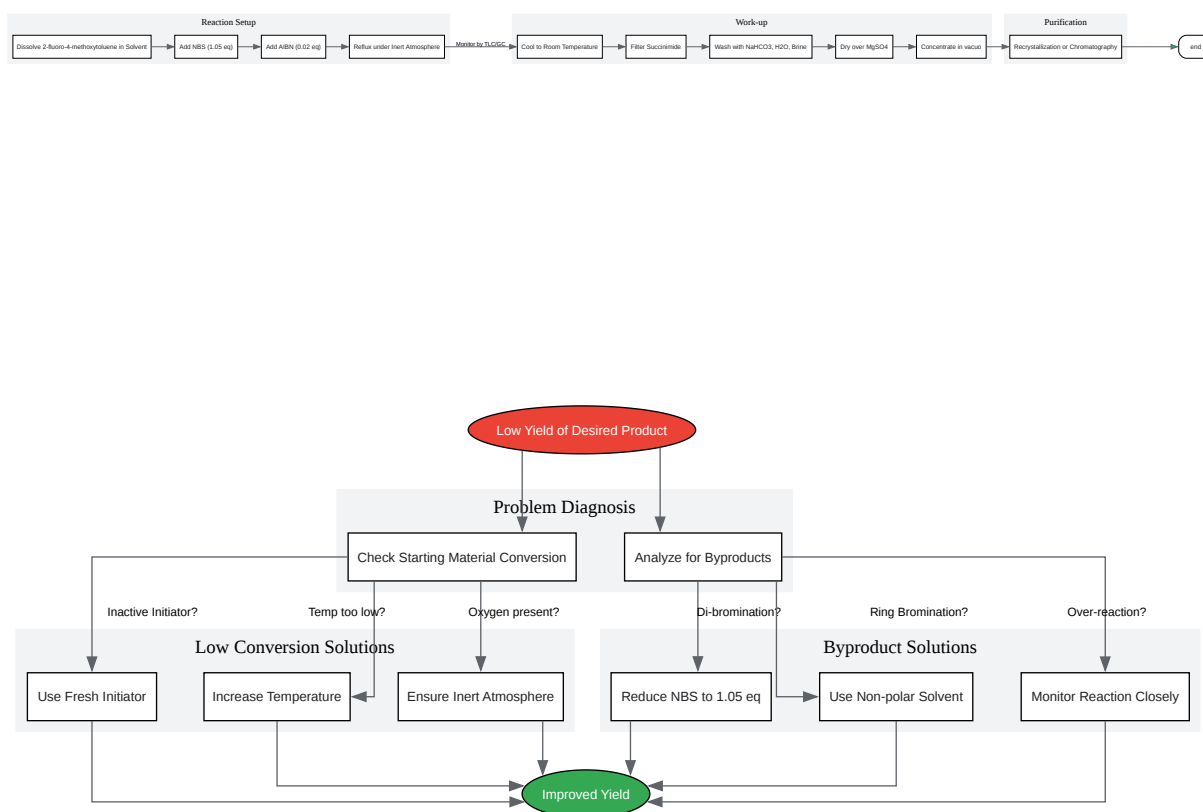 Reaction Setup
Work-up
Purification
Dissolve 2-fluoro-4-methoxytoluene in Solvent
Add NBS (1.05 eq)
Add AIBN (0.02 eq)
Reflux under Inert Atmosphere
Monitor by TLC/GC
Cool to Room Temperature
Filter Succinimide
Wash with NaHCO3, H2O, Brine
Dry over MgSO4
Concentrate in vacuo
Recrystallization or Chromatography
end
Low Yield of Desired Product
Problem Diagnosis
Check Starting Material Conversion
Analyze for Byproducts
Inactive Initiator?
Temp too low?
Oxygen present?
Di-bromination?
Ring Bromination?
Over-reaction?
Low Conversion Solutions
Byproduct Solutions
Use Fresh Initiator
Increase Temperature
Ensure Inert Atmosphere
Reduce NBS to 1.05 eq
Use Non-polar Solvent
Monitor Reaction Closely
Improved Yield